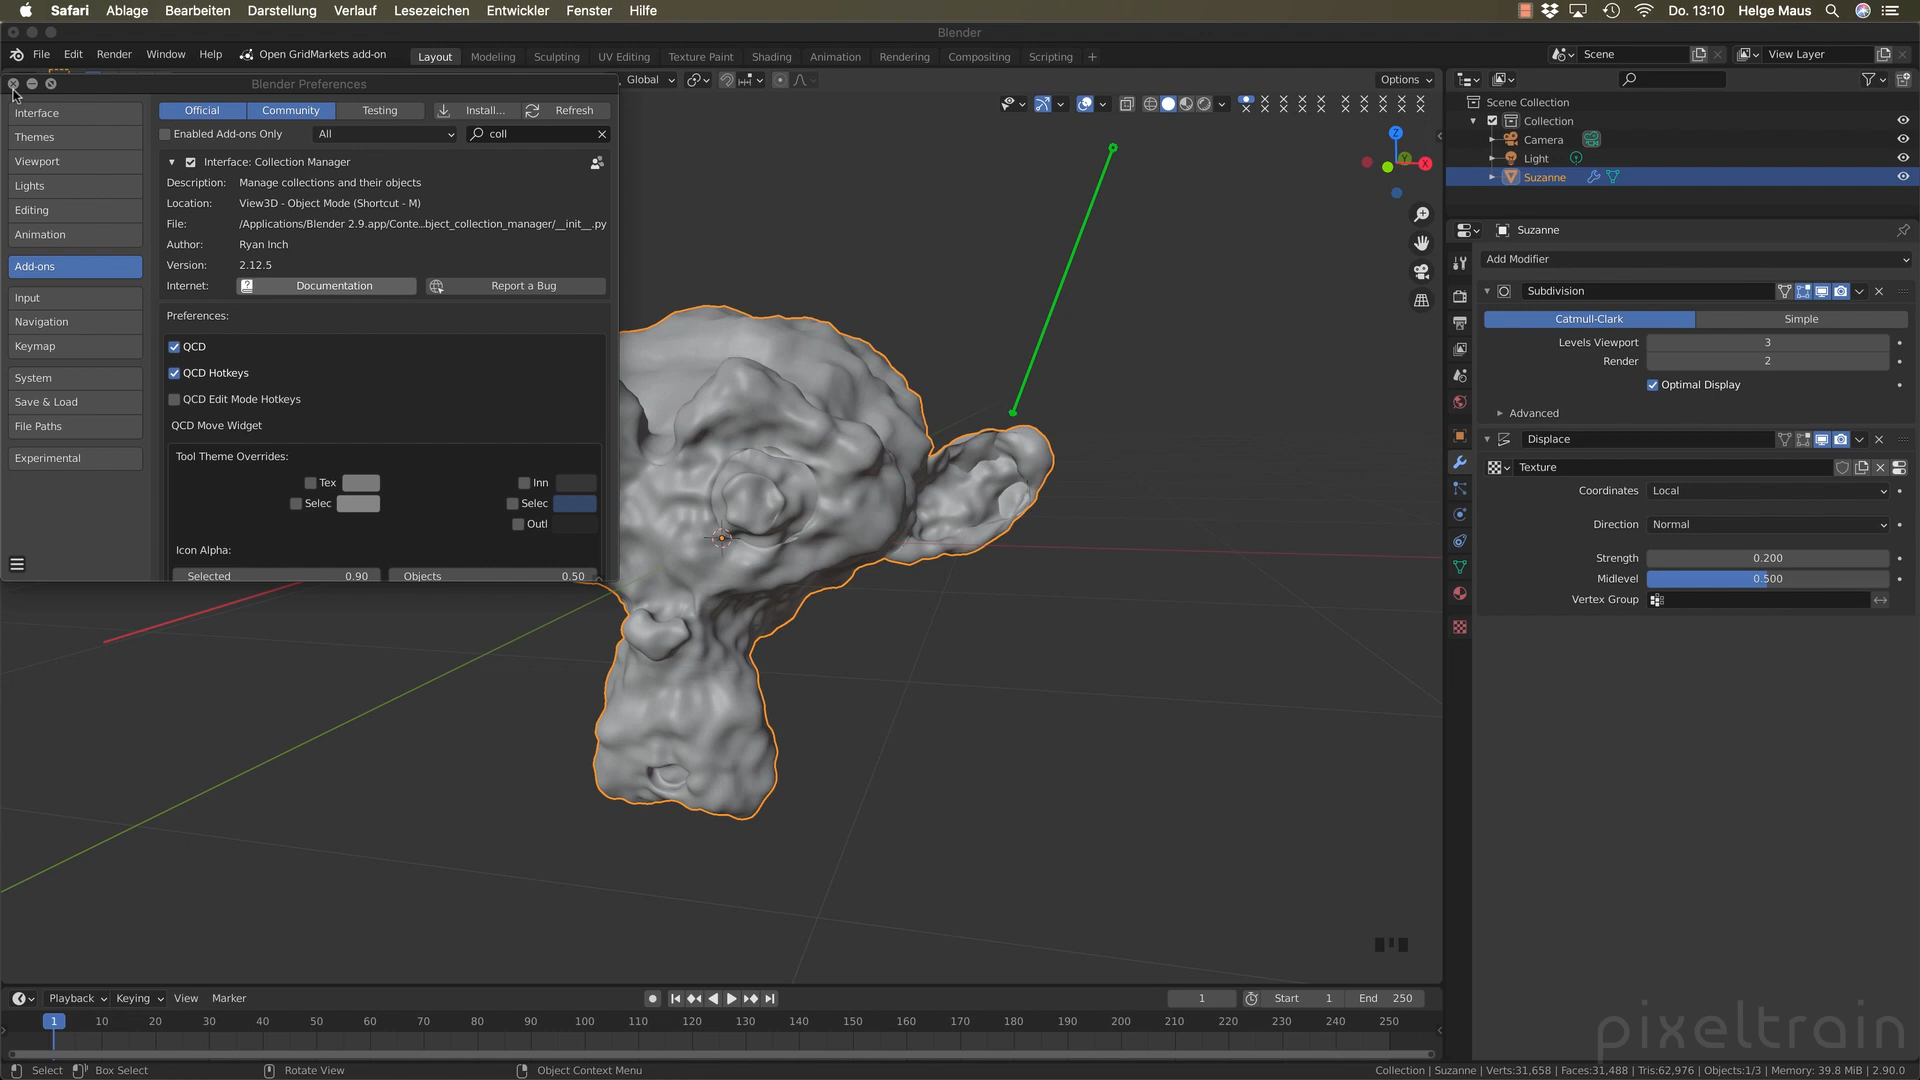 Safari Ablage Bearbeiten Darstellung Verlauf Lesezeichen Entwickler Fenster Hilfe Do. 13:10 Helge Maus
Blender
File Edit Render Window Help Open GridMarkets add-on Layout Modeling Sculpting UV Editing Texture Paint Shading Animation Rendering Compositing Scripting + Scene View Layer
Blender Preferences
Global Options
Interface
Themes
Viewport
Lights
Editing
Animation
Add-ons
Input
Navigation
Keymap
System
Save & Load
File Paths
Experimental
Official Community Testing Install... Refresh
Enabled Add-ons Only All coll
Interface: Collection Manager
Description: Manage collections and their objects
Location: View3D - Object Mode (Shortcut - M)
File: /Applications/Blender 2.9.app/Conte...bject_collection_manager/__init__.py
Author: Ryan Inch
Version: 2.12.5
Internet: Documentation Report a Bug
Preferences:
QCD
QCD Hotkeys
QCD Edit Mode Hotkeys
QCD Move Widget
Tool Theme Overrides:
Tex Inn
Selec Selec
Outl
Icon Alpha:
Selected 0.90 Objects 0.50
Z
Y
X
Scene Collection
Collection
Camera
Light
Suzanne
Suzanne
Add Modifier
Subdivision
Catmull-Clark Simple
Levels Viewport 3
Render 2
Optimal Display
Advanced
Displace
Texture
Coordinates Local
Direction Normal
Strength 0.200
Midlevel 0.500
Vertex Group
Playback Keying View Marker 1 Start 1 End 250
1 10 20 30 40 50 60 70 80 90 100 110 120 130 140 150 160 170 180 190 200 210 220 230 240 250
pixeltrain
Select Box Select Rotate View Object Context Menu Collection | Suzanne | Verts:31,658 | Faces:31,488 | Tris:62,976 | Objects:1/3 | Memory: 39.8 MiB | 2.90.0